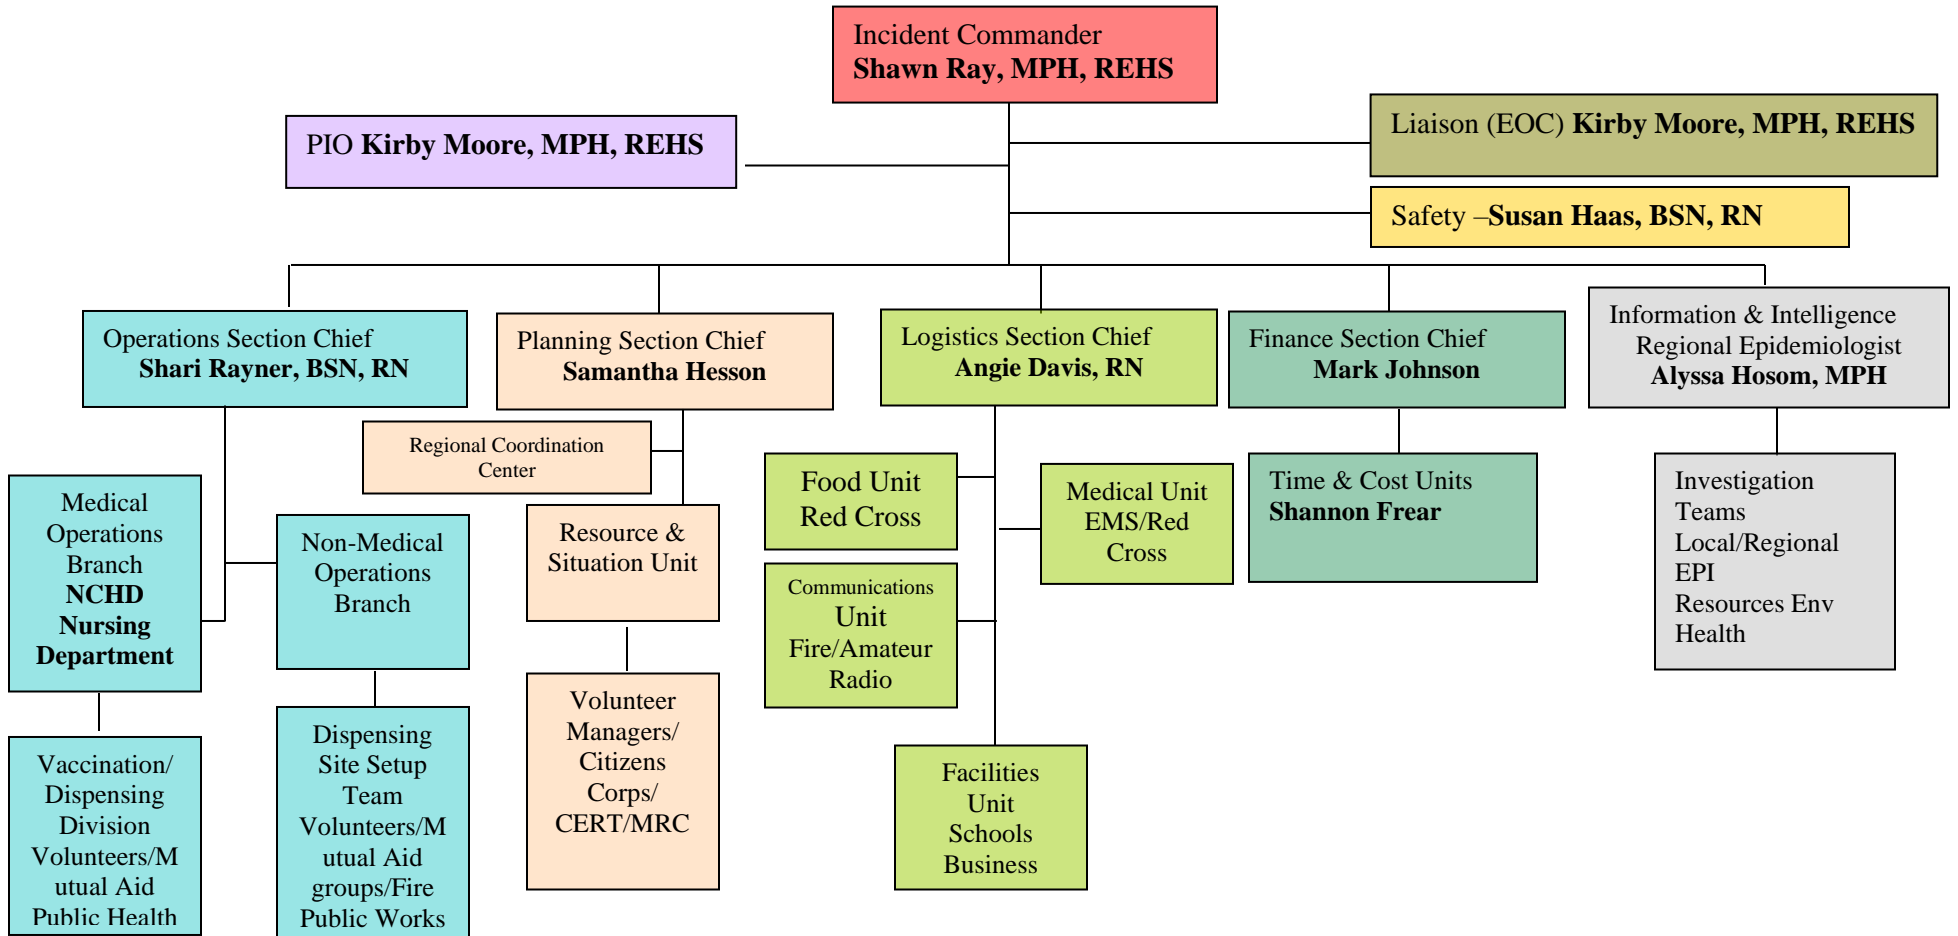 Incident Commander
Shawn Ray, MPH, REHS
PIO Kirby Moore, MPH, REHS
Liaison (EOC) Kirby Moore, MPH, REHS
Safety –Susan Haas, BSN, RN
Operations Section Chief
Shari Rayner, BSN, RN
Planning Section Chief
Samantha Hesson
Logistics Section Chief
Angie Davis, RN
Finance Section Chief
Mark Johnson
Information & Intelligence
Regional Epidemiologist
Alyssa Hosom, MPH
Regional Coordination
Center
Medical
Operations
Branch
NCHD
Nursing
Department
Non-Medical
Operations
Branch
Resource &
Situation Unit
Food Unit
Red Cross
Medical Unit
EMS/Red
Cross
Communications
Unit
Fire/Amateur
Radio
Time & Cost Units
Shannon Frear
Investigation
Teams
Local/Regional
EPI
Resources Env
Health
Vaccination/
Dispensing
Division
Volunteers/M
utual Aid
Public Health
Dispensing
Site Setup
Team
Volunteers/M
utual Aid
groups/Fire
Public Works
Volunteer
Managers/
Citizens
Corps/
CERT/MRC
Facilities
Unit
Schools
Business